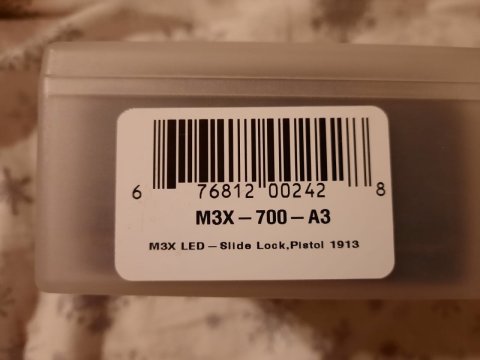 6 76812 00242 8
M3X-700-A3
M3X LED-Slide Lock,Pistol 1913